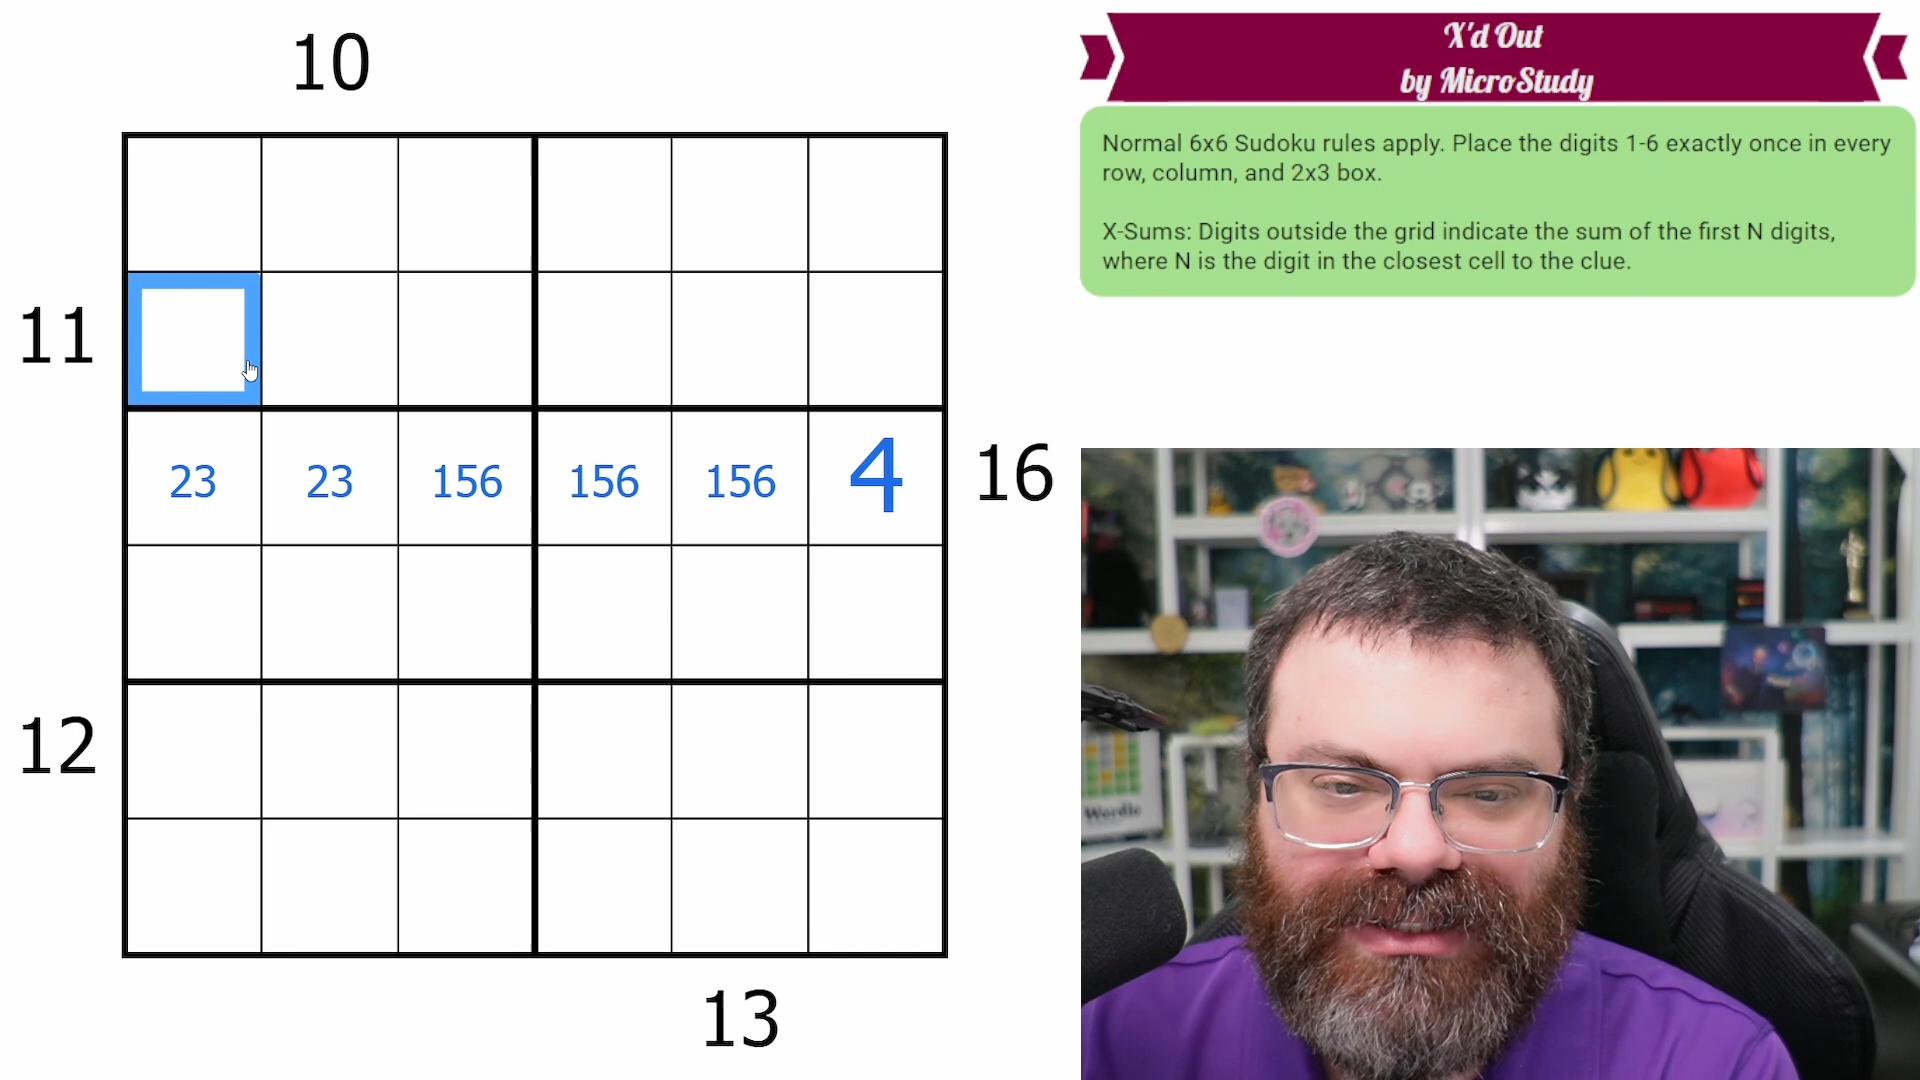 X'd Out
by MicroStudy
Normal 6x6 Sudoku rules apply. Place the digits 1-6 exactly once in every
row, column, and 2x3 box.
X-Sums: Digits outside the grid indicate the sum of the first N digits,
where N is the digit in the closest cell to the clue.
10
11
23 23 156 156 156 4 16
12
13
Wordle